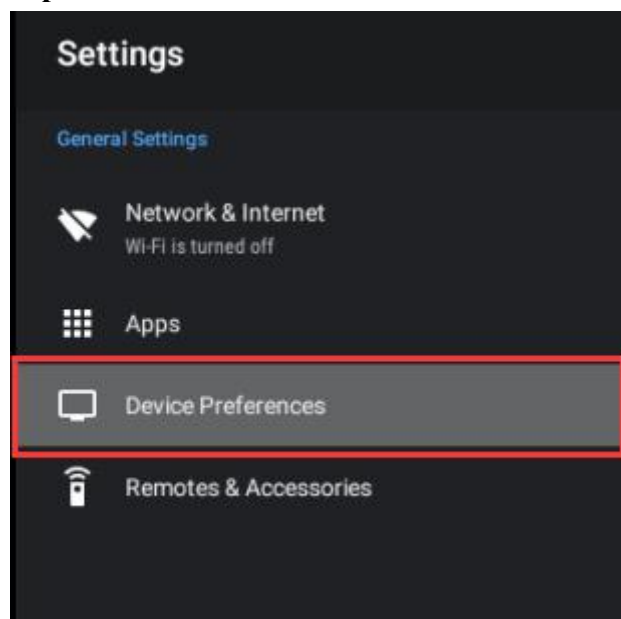 Settings
General Settings
Network & Internet
Wi-Fi is turned off
Apps
Device Preferences
Remotes & Accessories